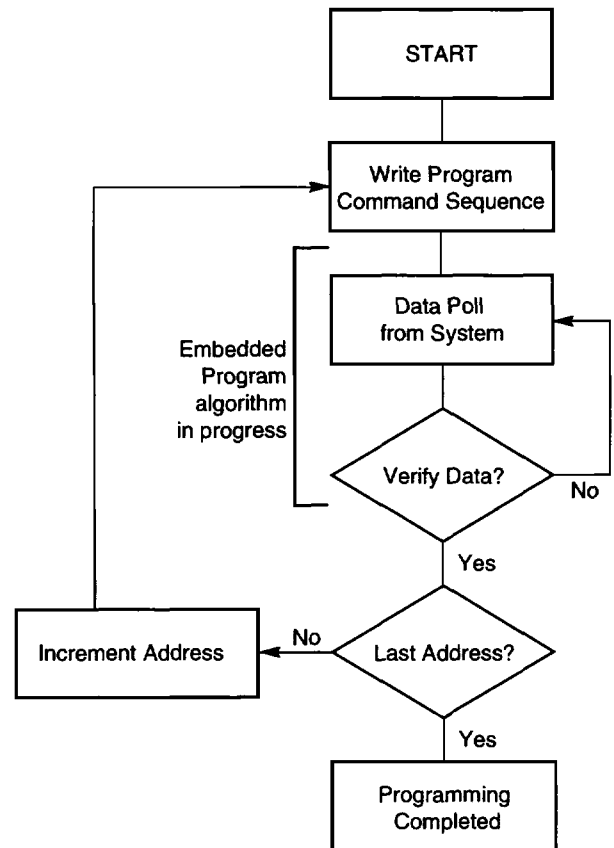 START
Write Program
Command Sequence
Data Poll
from System
Embedded
Program
algorithm
in progress
Verify Data?
No
Yes
Increment Address
No
Last Address?
Yes
Programming
Completed